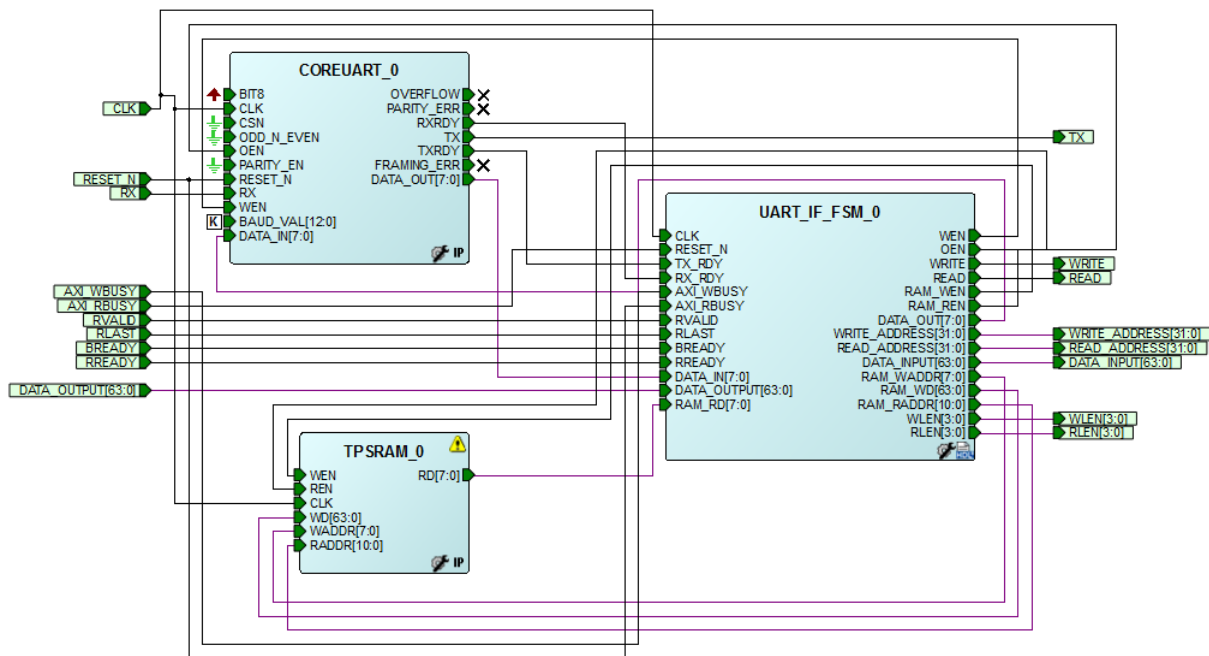 COREUART_0
BIT8
CLK
CSN
ODD_N_EVEN
OEN
PARITY_EN
RESET_N
RX
WEN
BAUD_VAL[12:0]
DATA_IN[7:0]
OVERFLOW
PARITY_ERR
RXRDY
TX
TXRDY
FRAMING_ERR
DATA_OUT[7:0]
K
IP
CLK
RESET_N
RX
AXI_WBUSY
AXI_RBUSY
RVALID
RLAST
BREADY
RREADY
DATA_OUTPUT[63:0]
UART_IF_FSM_0
CLK
RESET_N
TX_RDY
RX_RDY
AXI_WBUSY
AXI_RBUSY
RVALID
RLAST
BREADY
RREADY
DATA_IN[7:0]
DATA_OUTPUT[63:0]
RAM_RD[7:0]
WEN
OEN
WRITE
READ
RAM_WEN
RAM_REN
DATA_OUT[7:0]
WRITE_ADDRESS[31:0]
READ_ADDRESS[31:0]
DATA_INPUT[63:0]
RAM_WADDR[7:0]
RAM_WD[63:0]
RAM_RADDR[10:0]
WLEN[3:0]
RLEN[3:0]
TX
WRITE
READ
WRITE_ADDRESS[31:0]
READ_ADDRESS[31:0]
DATA_INPUT[63:0]
WLEN[3:0]
RLEN[3:0]
TPSRAM_0
WEN
REN
CLK
WD[63:0]
WADDR[7:0]
RADDR[10:0]
RD[7:0]
IP